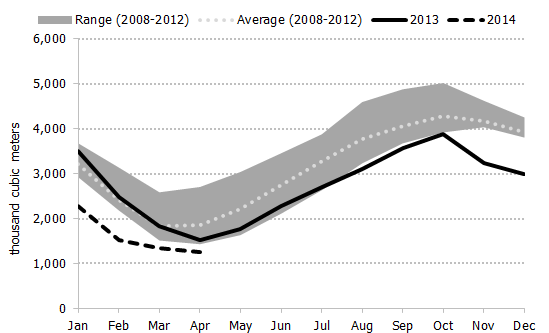 Range (2008-2012) Average (2008-2012) 2013 2014
thousand cubic meters
6,000
5,000
4,000
3,000
2,000
1,000
0
Jan Feb Mar Apr May Jun Jul Aug Sep Oct Nov Dec